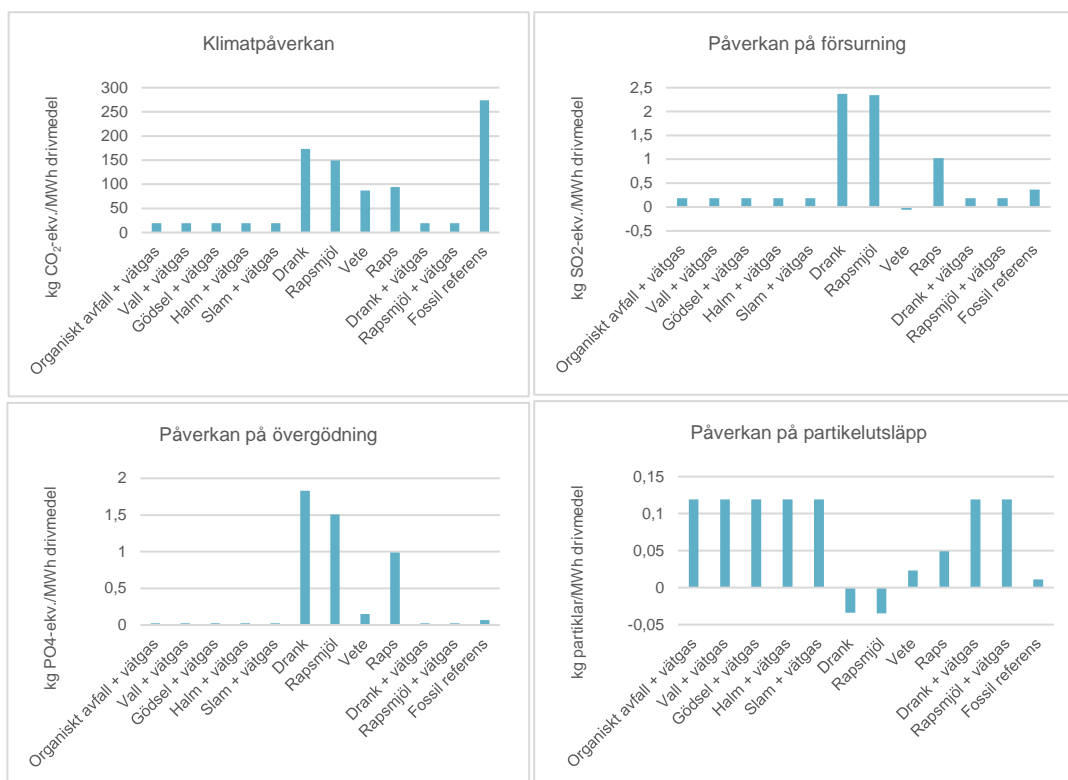 Klimatpåverkan
kg CO₂-ekv./MWh drivmedel
300
250
200
150
100
50
0
Organiskt avfall + vätgas
Vall + vätgas
Gödsel + vätgas
Halm + vätgas
Slam + vätgas
Drank
Rapsmjöl
Vete
Raps
Drank + vätgas
Rapsmjöl + vätgas
Fossil referens
Påverkan på försurning
kg SO2-ekv./MWh drivmedel
2,5
2
1,5
1
0,5
0
-0,5
Organiskt avfall + vätgas
Vall + vätgas
Gödsel + vätgas
Halm + vätgas
Slam + vätgas
Drank
Rapsmjöl
Vete
Raps
Drank + vätgas
Rapsmjöl + vätgas
Fossil referens
Påverkan på övergödning
kg PO4-ekv./MWh drivmedel
2
1,5
1
0,5
0
Organiskt avfall + vätgas
Vall + vätgas
Gödsel + vätgas
Halm + vätgas
Slam + vätgas
Drank
Rapsmjöl
Vete
Raps
Drank + vätgas
Rapsmjöl + vätgas
Fossil referens
Påverkan på partikelutsläpp
kg partiklar/MWh drivmedel
0,15
0,1
0,05
0
-0,05
Organiskt avfall + vätgas
Vall + vätgas
Gödsel + vätgas
Halm + vätgas
Slam + vätgas
Drank
Rapsmjöl
Vete
Raps
Drank + vätgas
Rapsmjöl + vätgas
Fossil referens